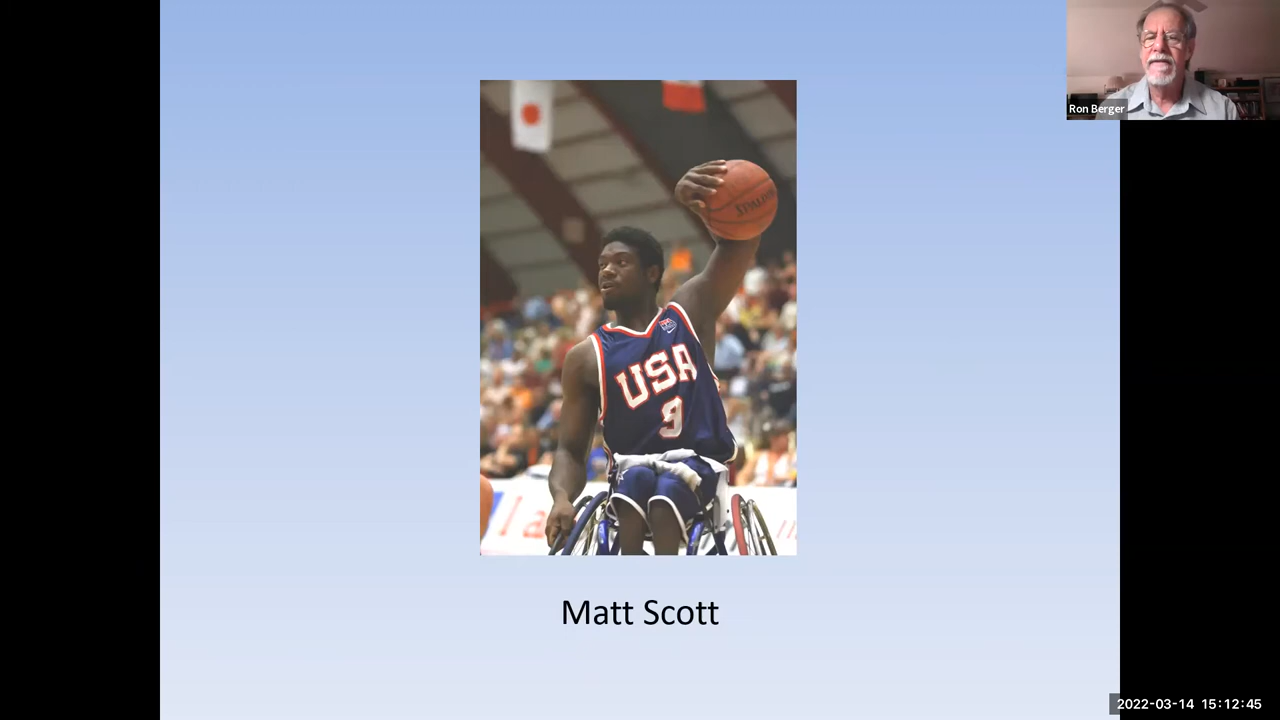 Ron Berger
SPALDING
USA
9
Matt Scott
2022-03-14 15:12:45